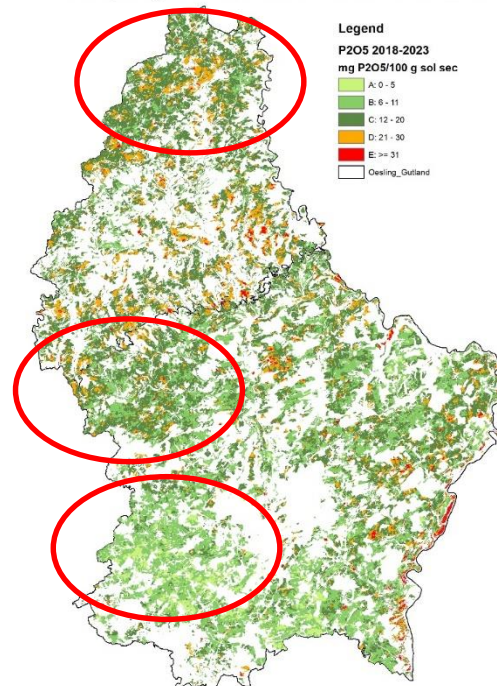 Legend
P2O5 2018-2023
mg P2O5/100 g sol sec
A: 0 - 5
B: 6 - 11
C: 12 - 20
D: 21 - 30
E: >= 31
Oesling_Gutland